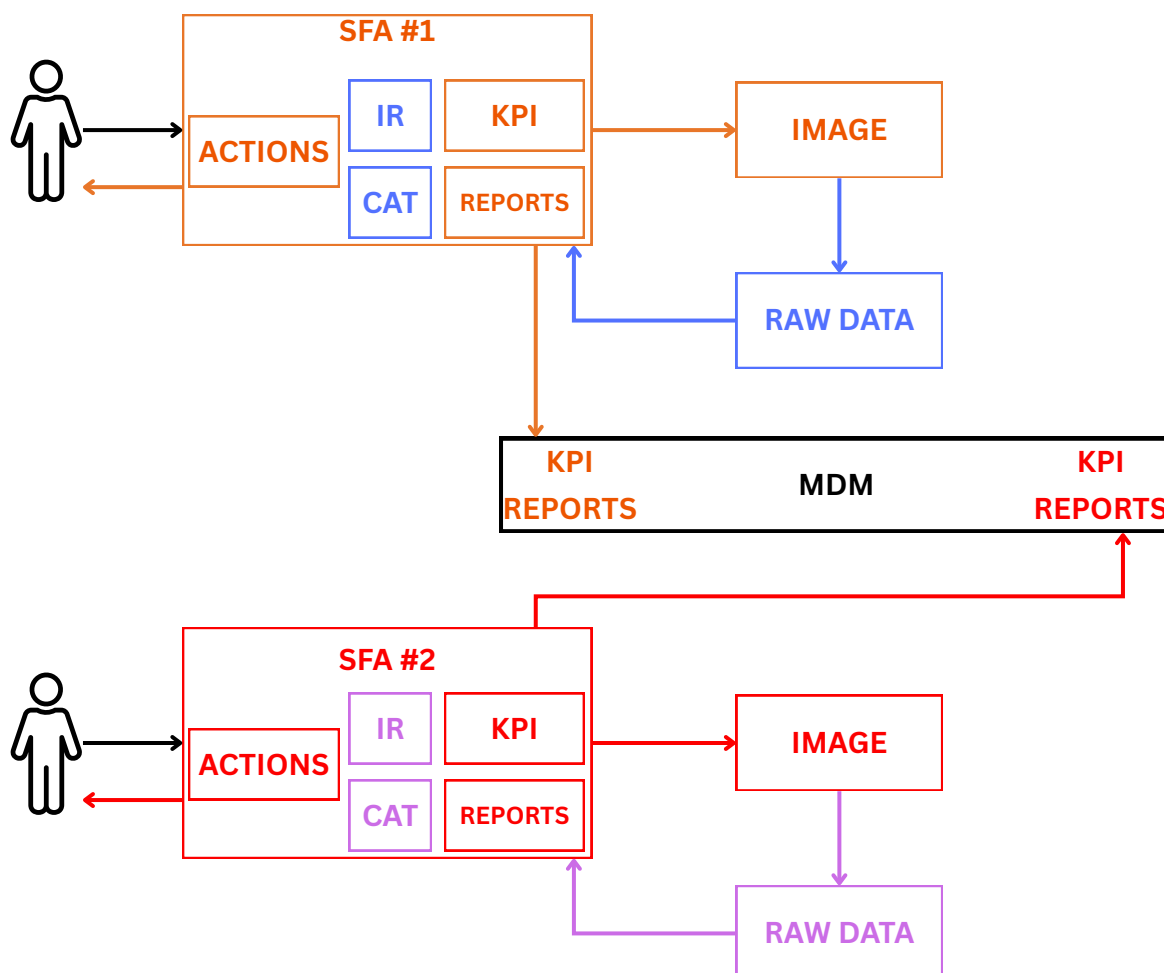 SFA #1
IR
KPI
IMAGE
ACTIONS
CAT
REPORTS
RAW DATA
KPI
REPORTS
MDM
KPI
REPORTS
SFA #2
IR
KPI
IMAGE
ACTIONS
CAT
REPORTS
RAW DATA